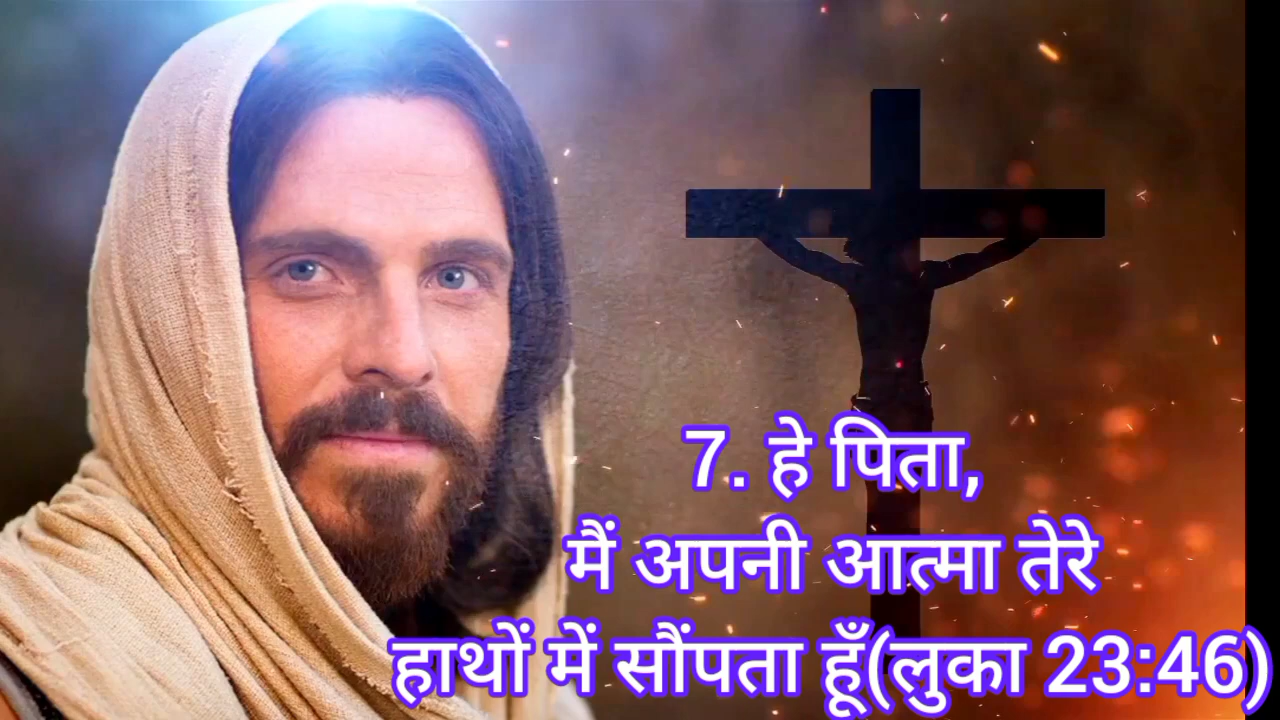 7. हे पिता,
मैं अपनी आत्मा तेरे
हाथों में सौंपता हूँ(लुका 23:46)